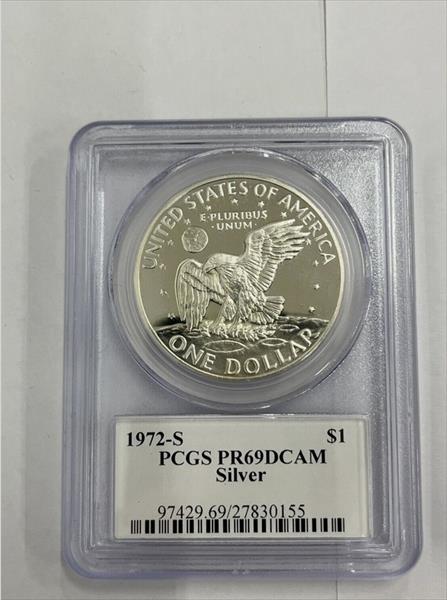 UNITED STATES OF AMERICA
E·PLURIBUS
·UNUM·
ONE DOLLAR
1972-S $1
PCGS PR69DCAM
Silver
97429.69/27830155